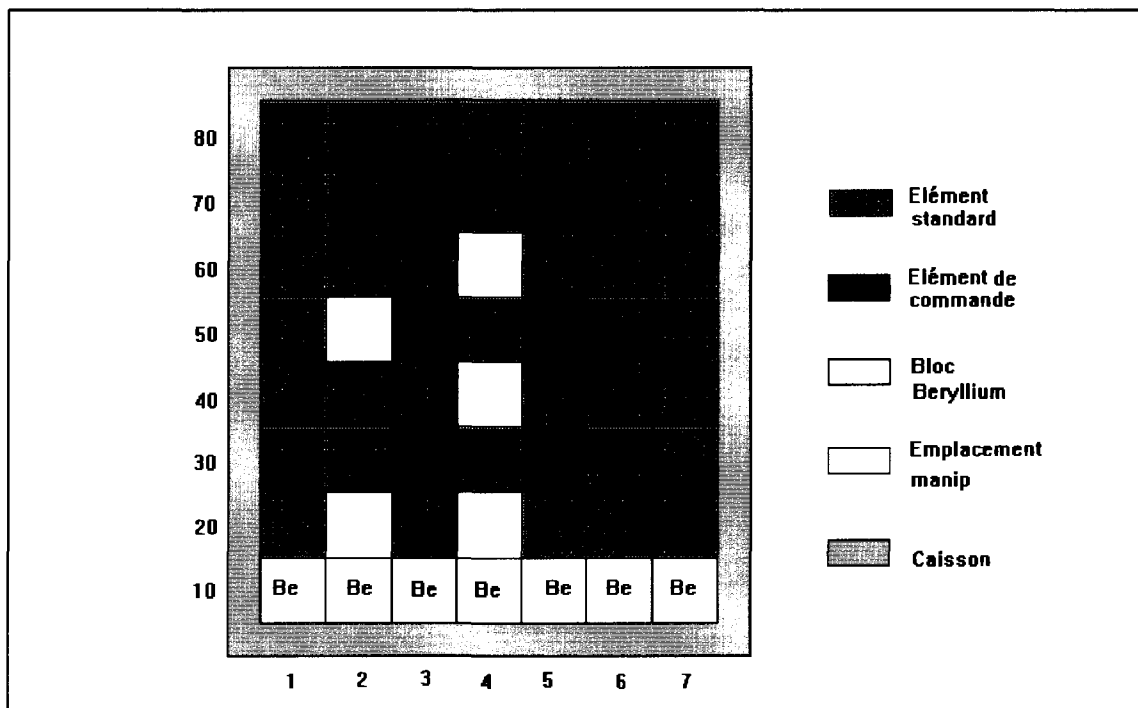 80
70
60
50
40
30
20
10
Be Be Be Be Be Be Be
1 2 3 4 5 6 7
Elément
standard
Elément de
commande
Bloc
Beryllium
Emplacement
manip
Caisson